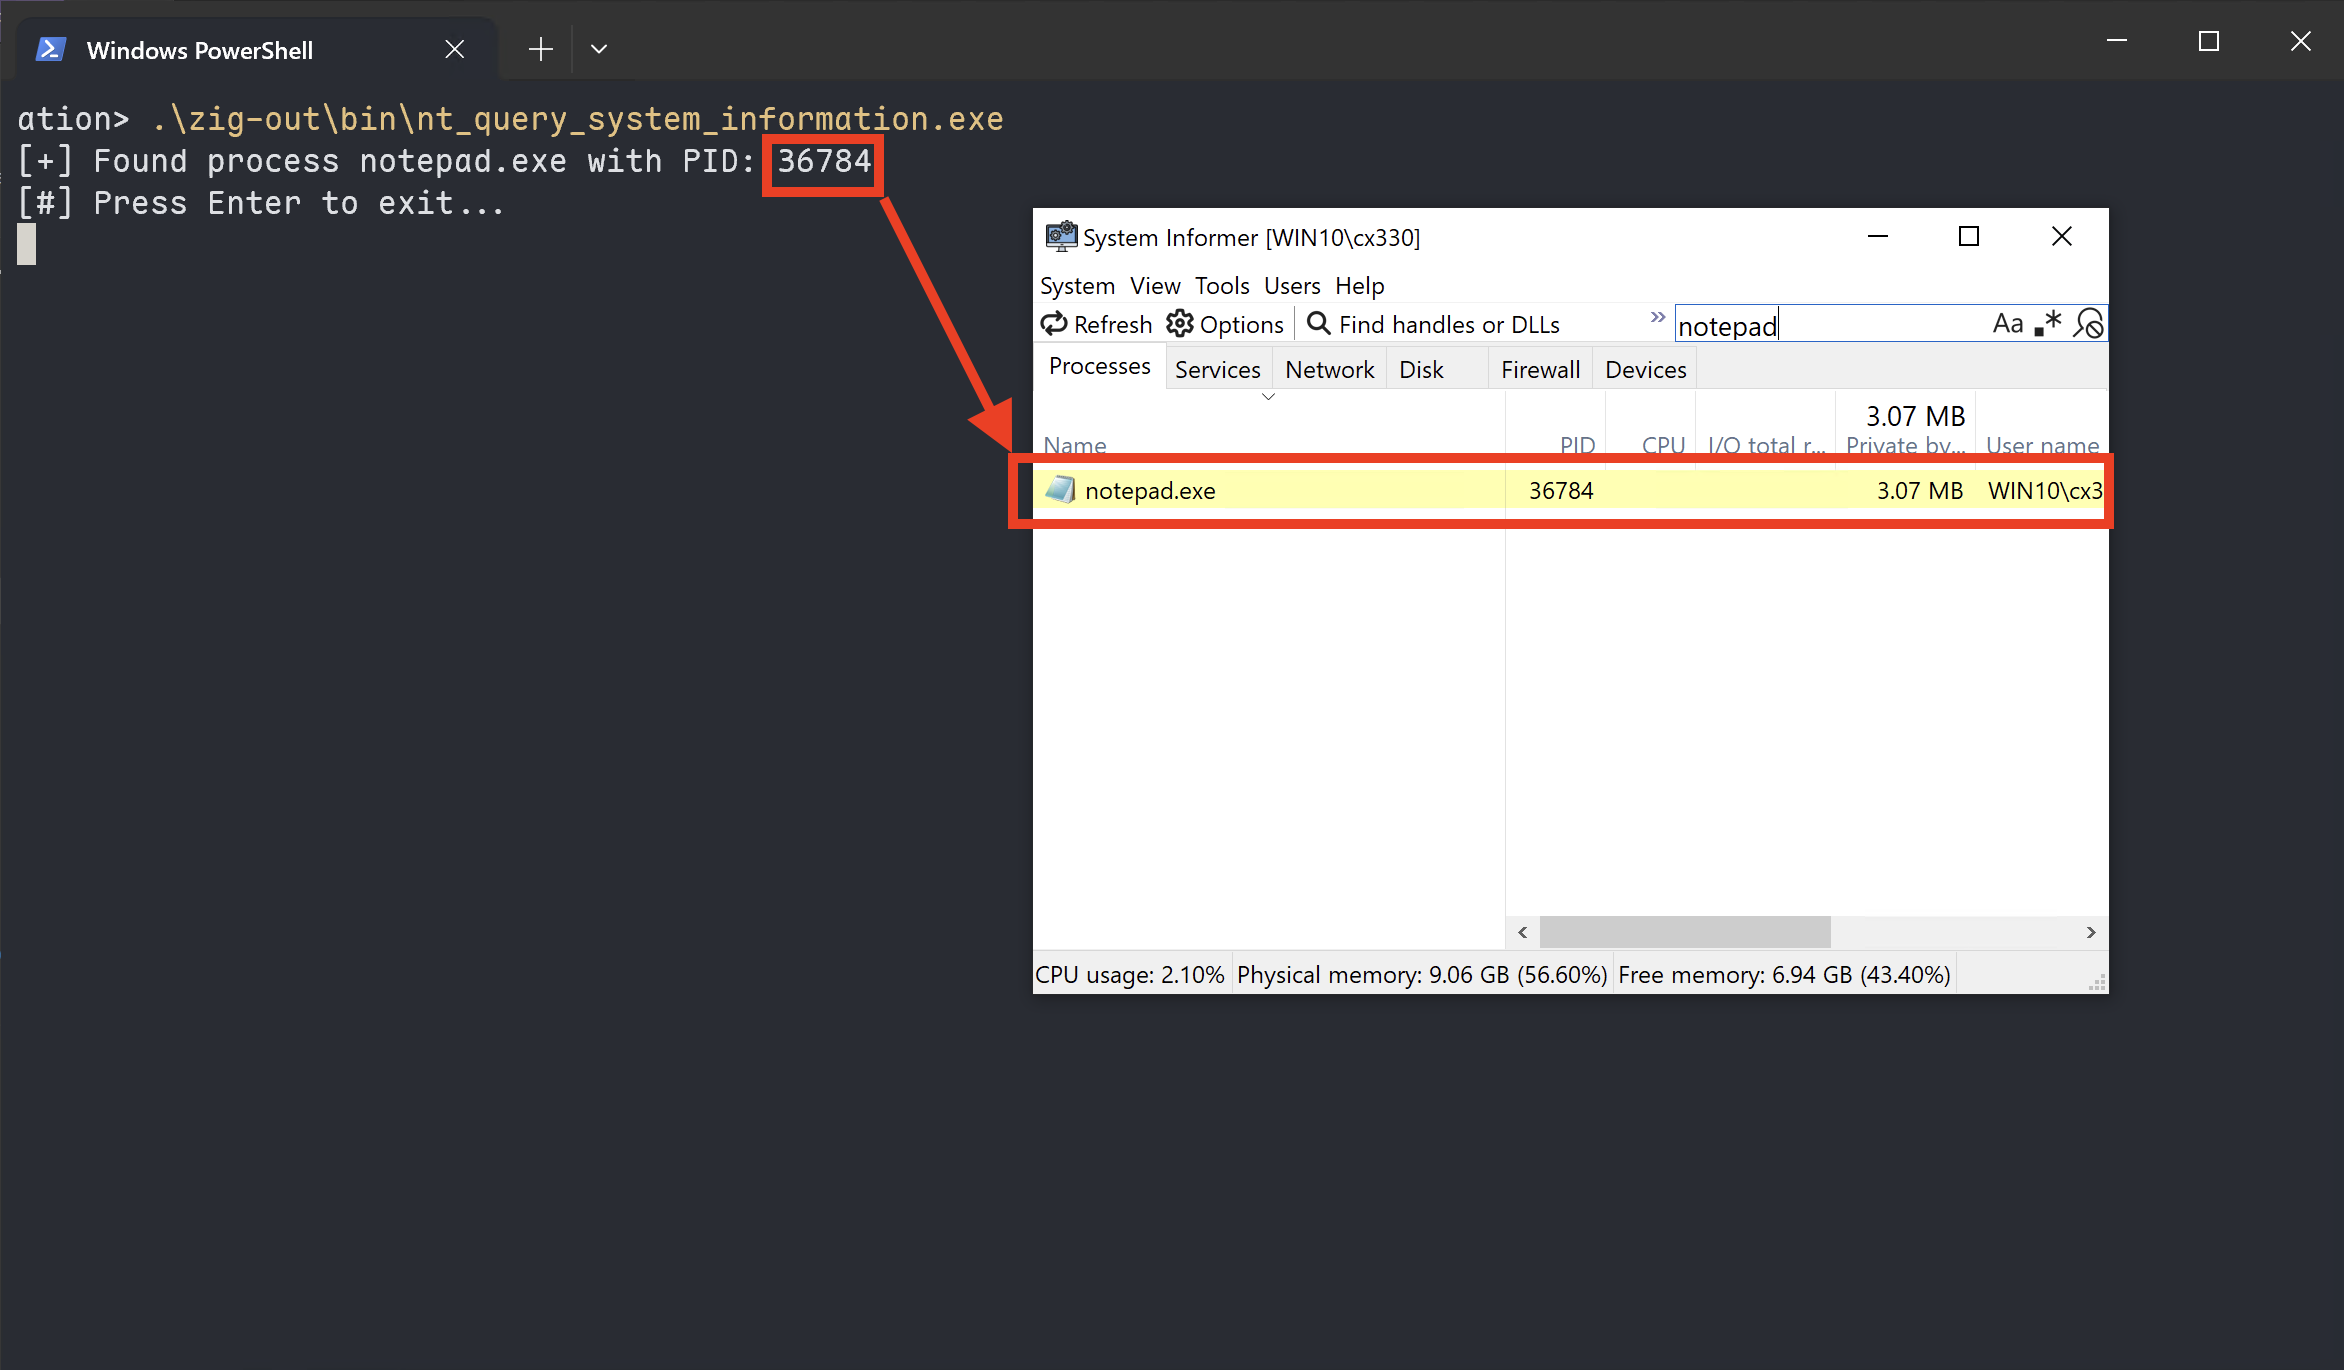 Windows PowerShell
ation> .\zig-out\bin\nt_query_system_information.exe
[+] Found process notepad.exe with PID: 36784
[#] Press Enter to exit...
System Informer [WIN10\cx330]
System View Tools Users Help
Refresh Options Find handles or DLLs » notepad Aa .*
Processes Services Network Disk Firewall Devices
3.07 MB
Name PID CPU I/O total r... Private by... User name
notepad.exe 36784 3.07 MB WIN10\cx3
CPU usage: 2.10% Physical memory: 9.06 GB (56.60%) Free memory: 6.94 GB (43.40%)